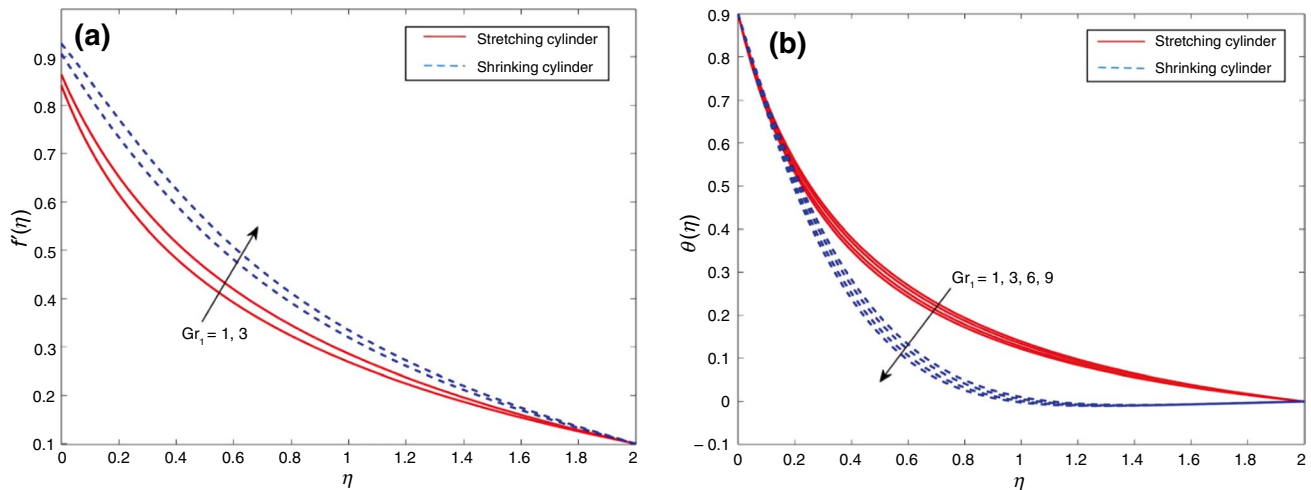 (a)
Stretching cylinder
Shrinking cylinder
0.9
0.8
0.7
0.6
0.5
0.4
0.3
0.2
0.1
f′(η)
Gr₁ = 1, 3
0 0.2 0.4 0.6 0.8 1 1.2 1.4 1.6 1.8 2
η
(b)
Stretching cylinder
Shrinking cylinder
0.9
0.8
0.7
0.6
0.5
0.4
0.3
0.2
0.1
0
−0.1
θ(η)
Gr₁ = 1, 3, 6, 9
0 0.2 0.4 0.6 0.8 1 1.2 1.4 1.6 1.8 2
η